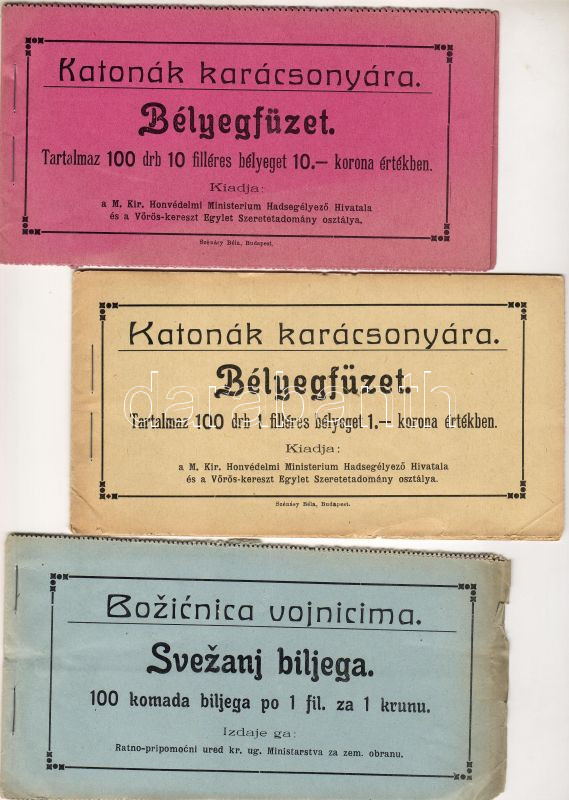 Katonák karácsonyára.
Bélyegfüzet.
Tartalmaz 100 drb 10 filléres bélyeget 10.— korona értékben.
Kiadja:
a M. Kir. Honvédelmi Ministerium Hadsegélyező Hivatala
és a Vörös-kereszt Egylet Szeretetadomány osztálya.
Szénásy Béla, Budapest.
Katonák karácsonyára.
Bélyegfüzet.
darabanth
Tartalmaz 100 drb 1 filléres bélyeget 1.— korona értékben.
Kiadja:
a M. Kir. Honvédelmi Ministerium Hadsegélyező Hivatala
és a Vörös-kereszt Egylet Szeretetadomány osztálya.
Szénásy Béla, Budapest.
Božićnica vojnicima.
Svežanj biljega.
100 komada biljega po 1 fil. za 1 krunu.
Izdaje ga:
Ratno-pripomoćni ured kr. ug. Ministarstva za zem. obranu.